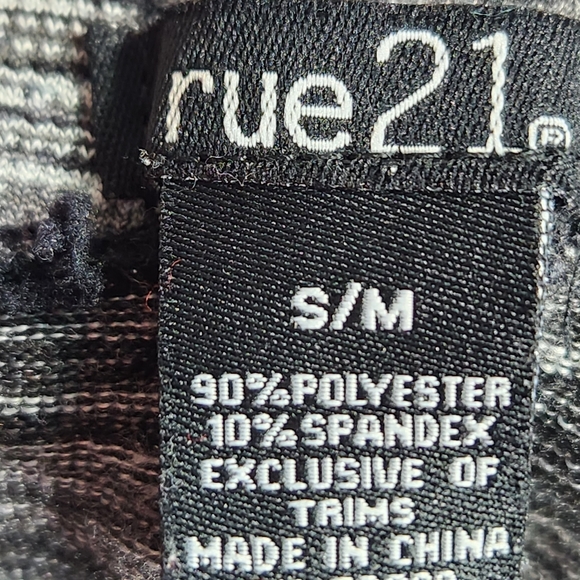 rue21®
S/M
90% POLYESTER
10% SPANDEX
EXCLUSIVE OF
TRIMS
MADE IN CHINA